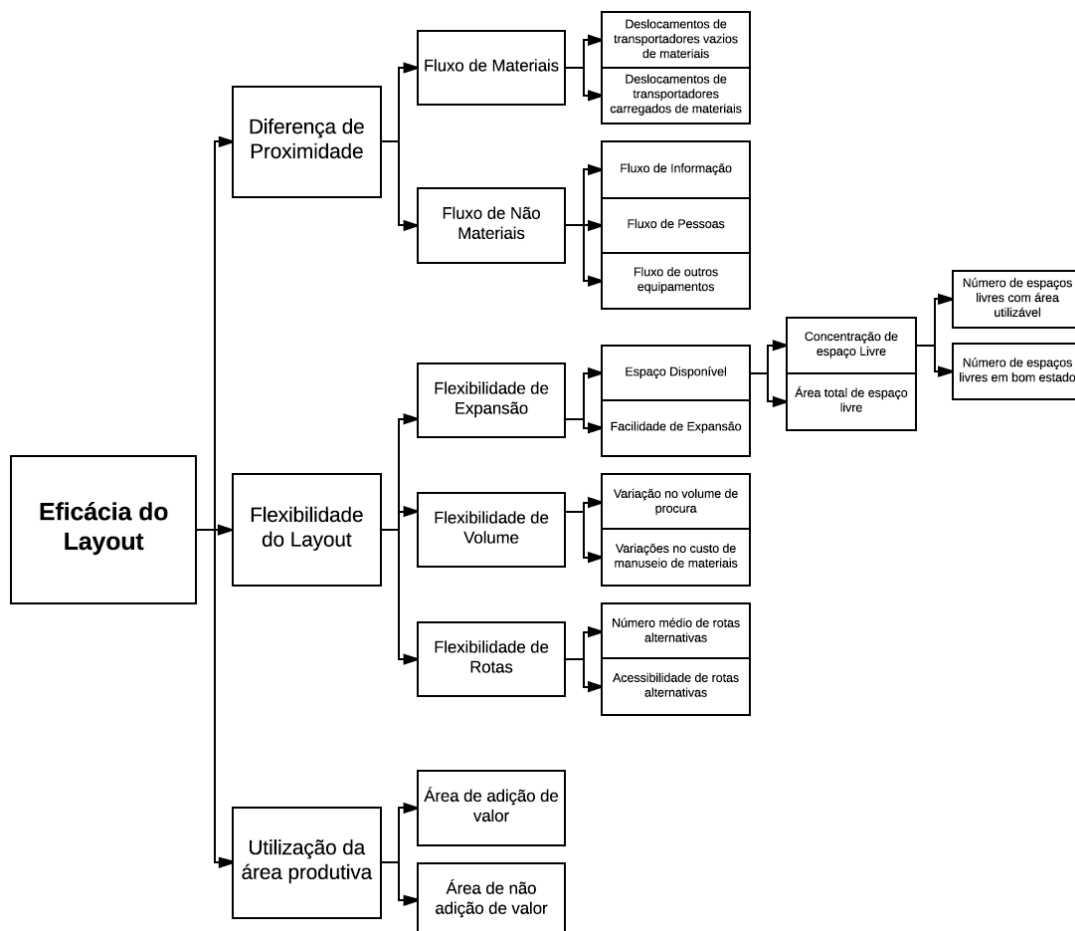 Eficácia do
Layout
Diferença de
Proximidade
Fluxo de Materiais
Deslocamentos de
transportadores vazios
de materiais
Deslocamentos de
transportadores
carregados de materiais
Fluxo de Não
Materiais
Fluxo de Informação
Fluxo de Pessoas
Fluxo de outros
equipamentos
Flexibilidade
do Layout
Flexibilidade de
Expansão
Espaço Disponível
Concentração de
espaço Livre
Número de espaços
livres com área
utilizável
Número de espaços
livres em bom estado
Área total de espaço
livre
Facilidade de Expansão
Flexibilidade de
Volume
Variação no volume de
procura
Variações no custo de
manuseio de materiais
Flexibilidade de
Rotas
Número médio de rotas
alternativas
Acessibilidade de rotas
alternativas
Utilização da
área produtiva
Área de adição de
valor
Área de não
adição de valor